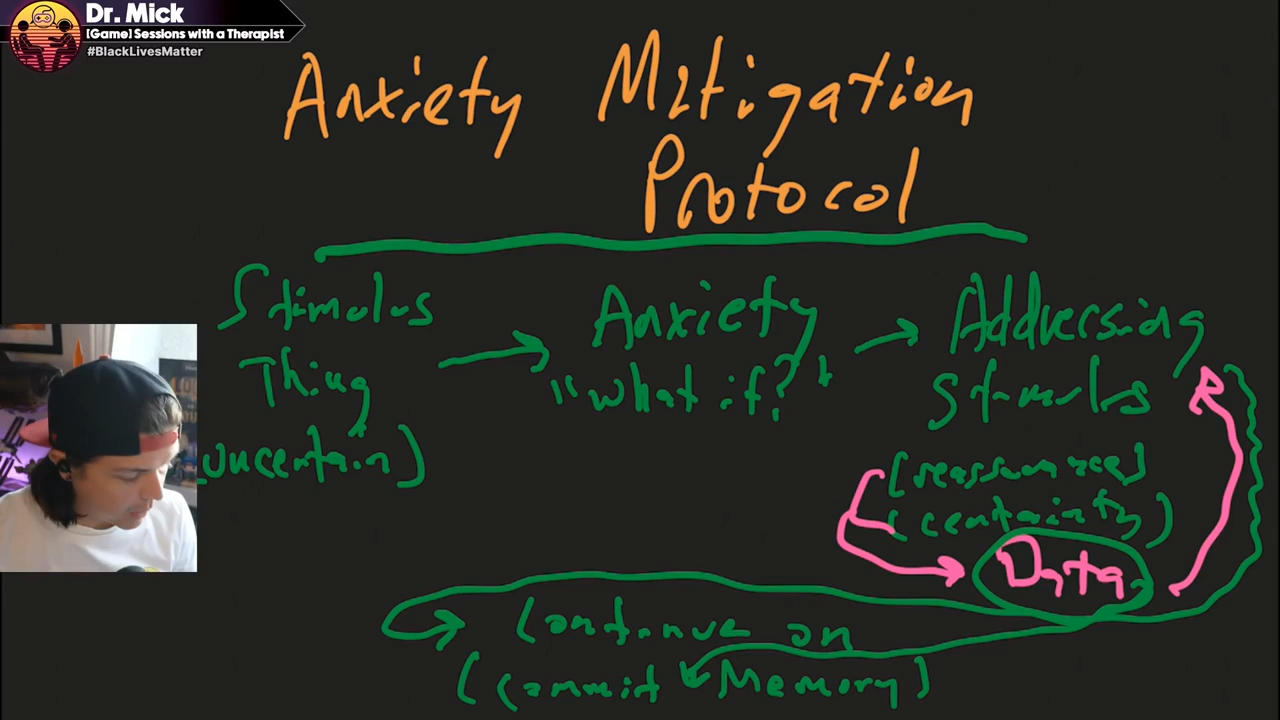 Dr. Mick
[Game] Sessions with a Therapist
#BlackLivesMatter
Anxiety Mitigation
Protocol
Stimulus
Thing
(uncertain)
Anxiety
"What if?"
Addressing
Stimulus
(reassurance)
(certainty)
Data
Continue on
(commit Memory)